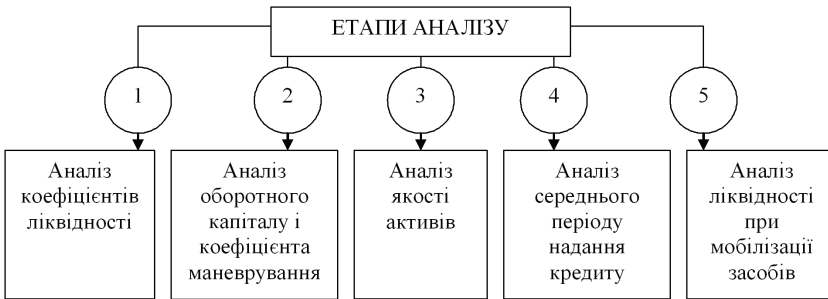 ЕТАПИ АНАЛІЗУ
1
2
3
4
5
Аналіз
коефіцієнтів
ліквідності
Аналіз
оборотного
капіталу і
коефіцієнта
маневрування
Аналіз
якості
активів
Аналіз
середнього
періоду
надання
кредиту
Аналіз
ліквідності
при
мобілізації
засобів